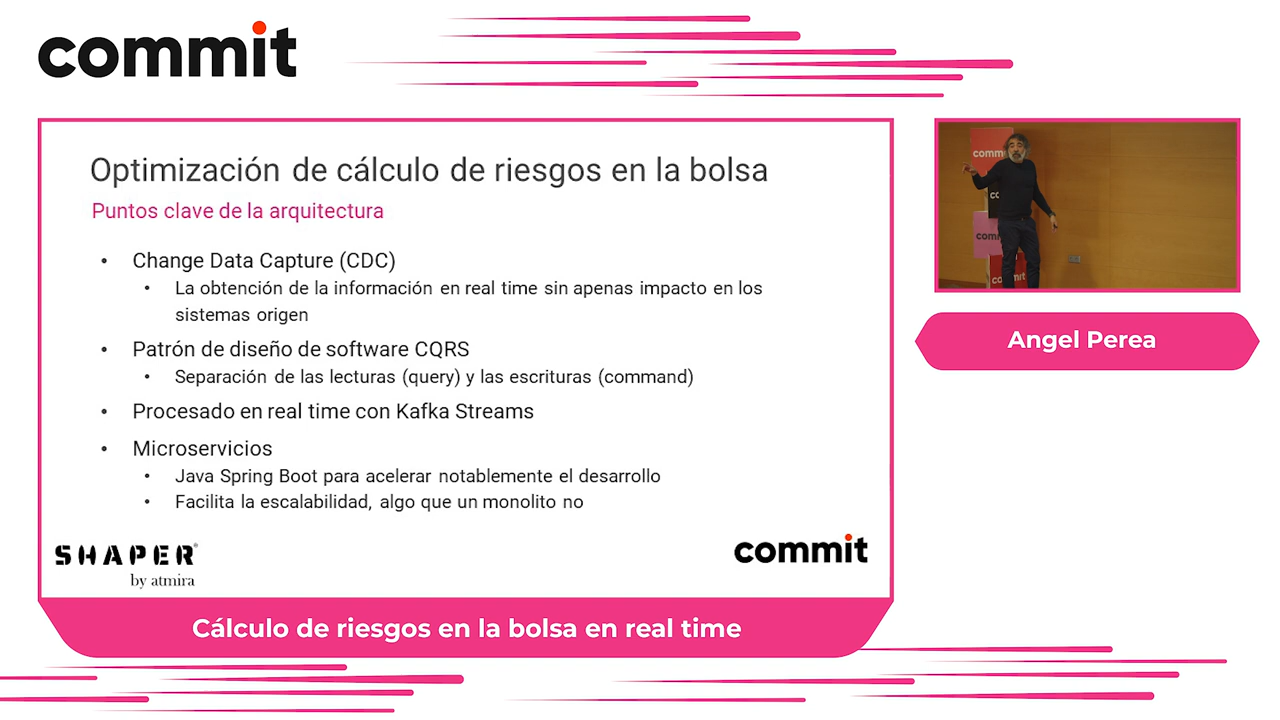 commit
Optimización de cálculo de riesgos en la bolsa
Puntos clave de la arquitectura
• Change Data Capture (CDC)
• La obtención de la información en real time sin apenas impacto en los
sistemas origen
• Patrón de diseño de software CQRS
• Separación de las lecturas (query) y las escrituras (command)
• Procesado en real time con Kafka Streams
• Microservicios
• Java Spring Boot para acelerar notablemente el desarrollo
• Facilita la escalabilidad, algo que un monolito no
SHAPER®
by atmira
commit
Cálculo de riesgos en la bolsa en real time
comm
co
com
commit
Angel Perea